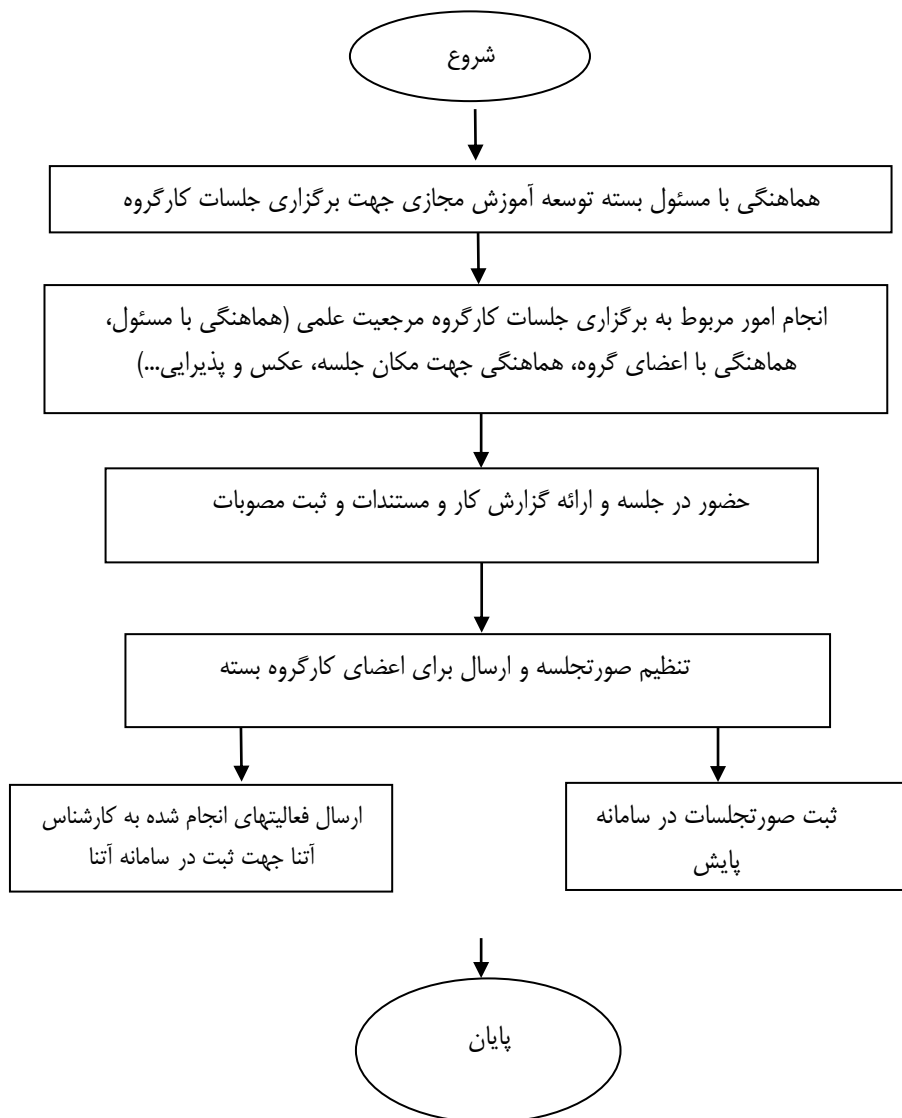 شروع
هماهنگی با مسئول بسته توسعه آموزش مجازی جهت برگزاری جلسات کارگروه
انجام امور مربوط به برگزاری جلسات کارگروه مرجعیت علمی (هماهنگی با مسئول،
هماهنگی با اعضای گروه، هماهنگی جهت مکان جلسه، عکس و پذیرایی...)
حضور در جلسه و ارائه گزارش کار و مستندات و ثبت مصوبات
تنظیم صورتجلسه و ارسال برای اعضای کارگروه بسته
ثبت صورتجلسات در سامانه
پایش
ارسال فعالیتهای انجام شده به کارشناس
آتنا جهت ثبت در سامانه آتنا
پایان